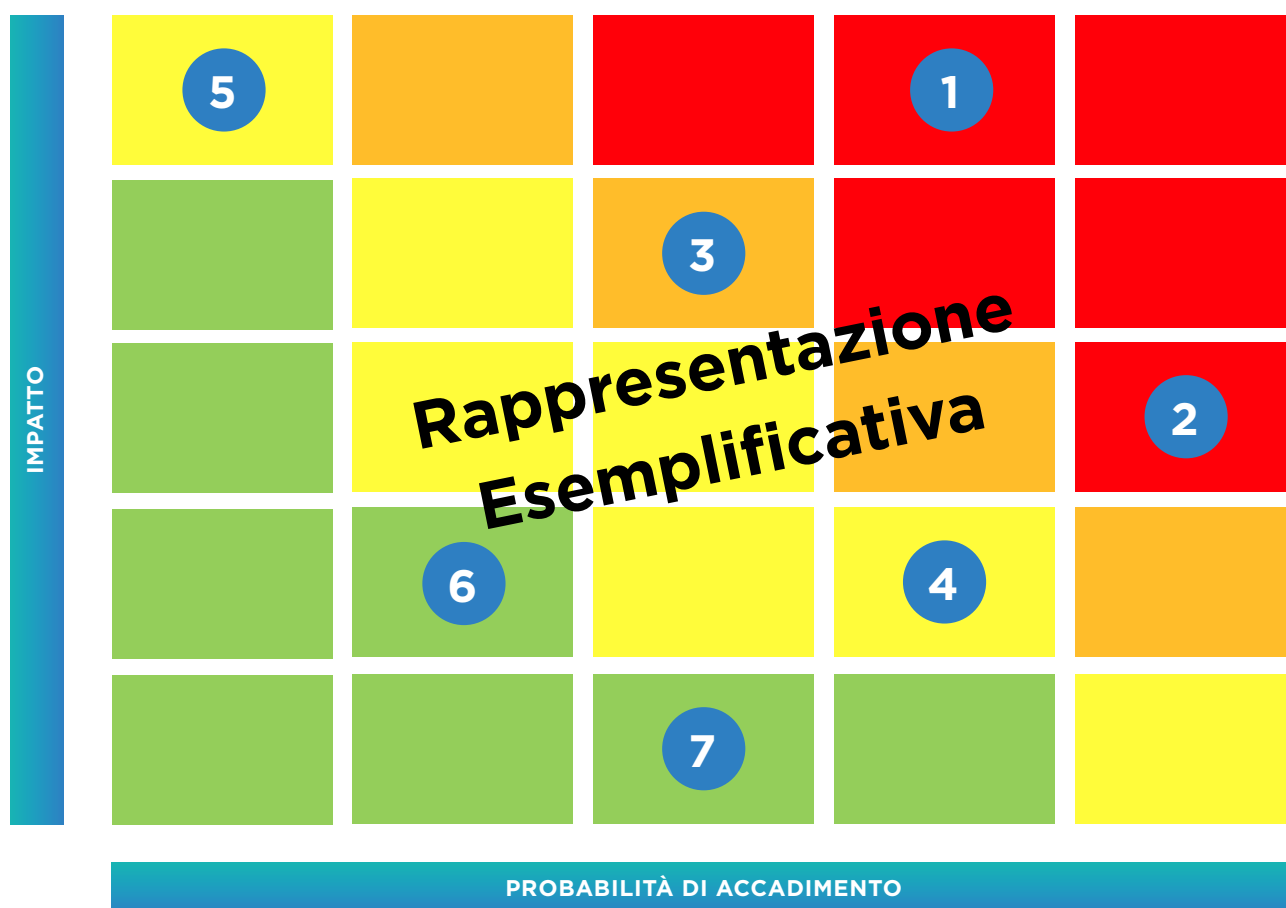 5
1
3
Rappresentazione
Esemplificativa
2
6
4
7
IMPATTO
PROBABILITÀ DI ACCADIMENTO